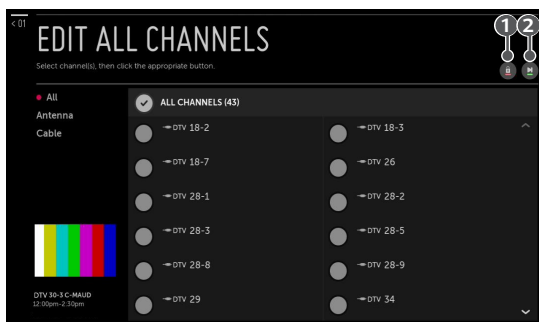 < 01
EDIT ALL CHANNELS
Select channel(s), then click the appropriate button.
1 2
All
Antenna
Cable
ALL CHANNELS (43)
DTV 18-2
DTV 18-3
DTV 18-7
DTV 26
DTV 28-1
DTV 28-2
DTV 28-3
DTV 28-5
DTV 28-8
DTV 28-9
DTV 29
DTV 34
DTV 30-3 C-MAUD
12:00pm-2:30pm